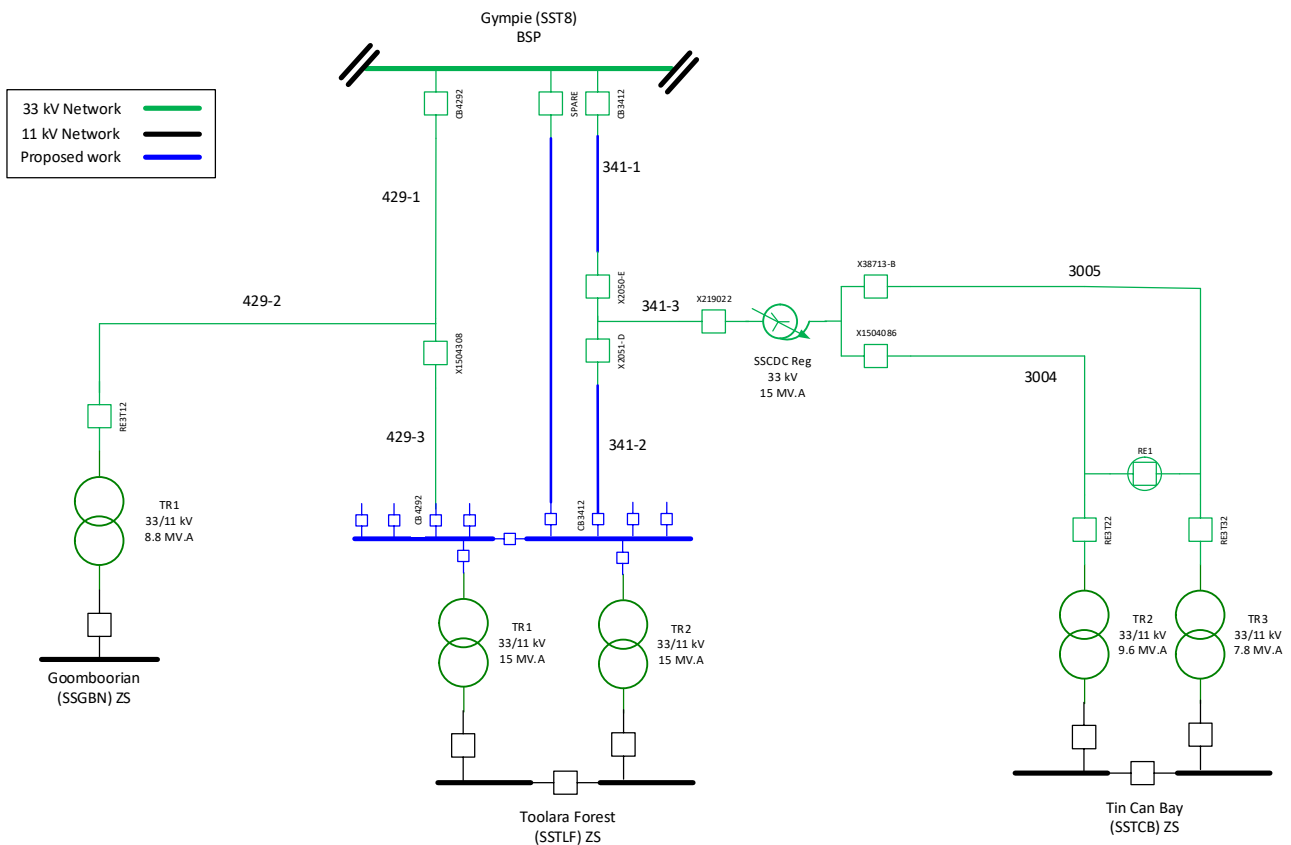 Gympie (SST8)
BSP
33 kV Network
11 kV Network
Proposed work
CB4292
SPARE
CB3412
341-1
429-1
X2050-E
X38713-B
3005
429-2
341-3
X219022
X1504308
X2051-D
SSCDC Reg
33 kV
15 MV.A
X1504086
3004
RE3T12
429-3
341-2
RE1
CB4292
CB3412
TR1
33/11 kV
8.8 MV.A
RE3T22
RE3T32
TR1
33/11 kV
15 MV.A
TR2
33/11 kV
15 MV.A
TR2
33/11 kV
9.6 MV.A
TR3
33/11 kV
7.8 MV.A
Goomboorian
(SSGBN) ZS
Toolara Forest
(SSTLF) ZS
Tin Can Bay
(SSTCB) ZS